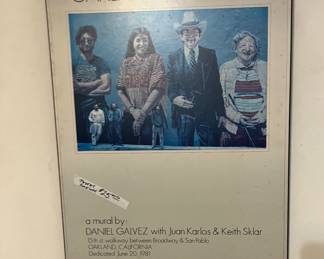 a mural by:
DANIEL GALVEZ with Juan Karlos & Keith Sklar
13th st. walkway between Broadway & San Pablo
OAKLAND, CALIFORNIA
Dedicated June 20, 1981